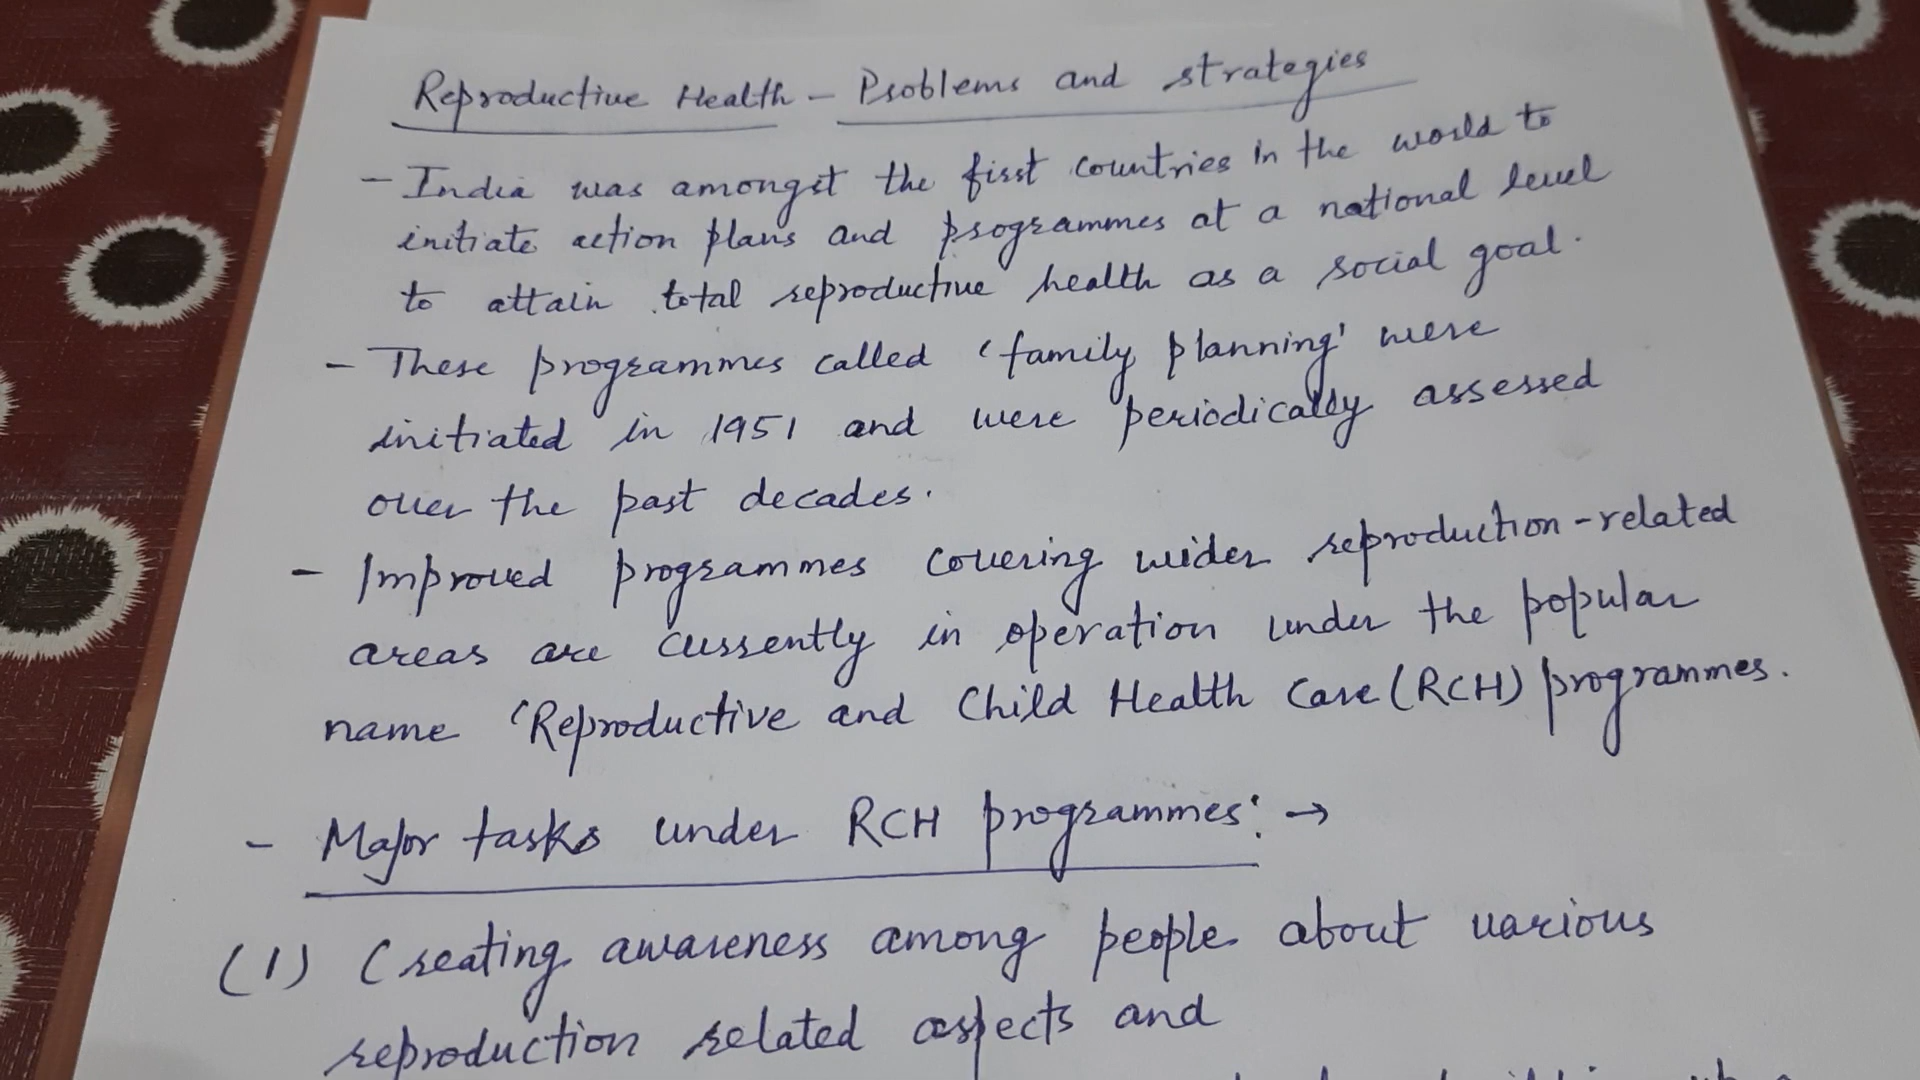 Reproductive Health - Problems and strategies
- India was amongst the first countries in the world to
initiate action plans and programmes at a national level
to attain total reproductive health as a social goal.
- These programmes called 'family planning' were
initiated in 1951 and were periodically assessed
over the past decades.
- Improved programmes covering wider reproduction-related
areas are currently in operation under the popular
name 'Reproductive and Child Health Care (RCH) programmes.
- Major tasks under RCH programmes: →
(1) Creating awareness among people about various
reproduction related aspects and